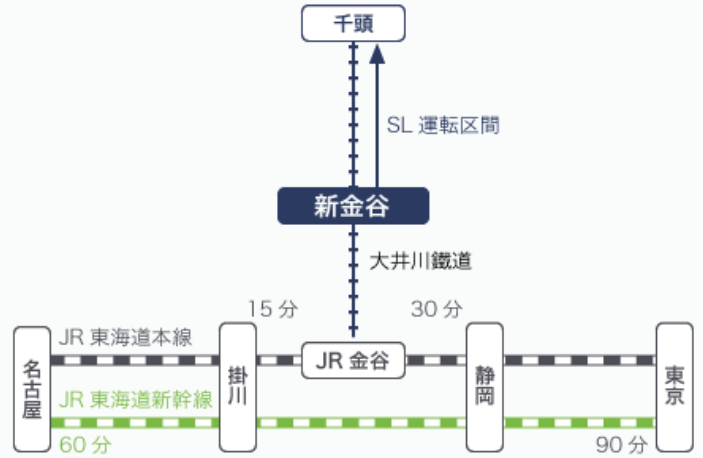 千頭
SL 運転区間
新金谷
大井川鐵道
15 分
30 分
JR 東海道本線
JR 金谷
名古屋
掛川
静岡
東京
JR 東海道新幹線
60 分
90 分